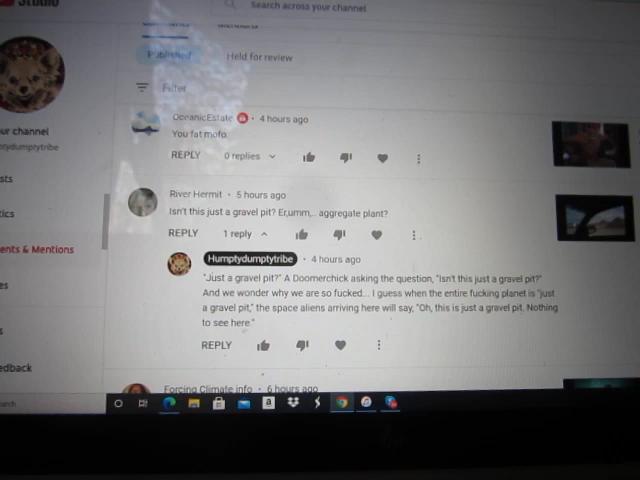 Studio
Search across your channel
Published
Held for review
Filter
ur channel
ptydumptytribe
sts
tics
ents & Mentions
es
s
edback
earch
OceanicEstate · 4 hours ago
You fat mofo.
REPLY 0 replies
River Hermit · 5 hours ago
Isn't this just a gravel pit? Er,umm,.. aggregate plant?
REPLY 1 reply
Humptydumptytribe · 4 hours ago
"Just a gravel pit?" A Doomerchick asking the question, "Isn't this just a gravel pit?"
And we wonder why we are so fucked... I guess when the entire fucking planet is "just
a gravel pit," the space aliens arriving here will say, "Oh, this is just a gravel pit. Nothing
to see here."
REPLY
Forcing Climate info · 6 hours ago
a